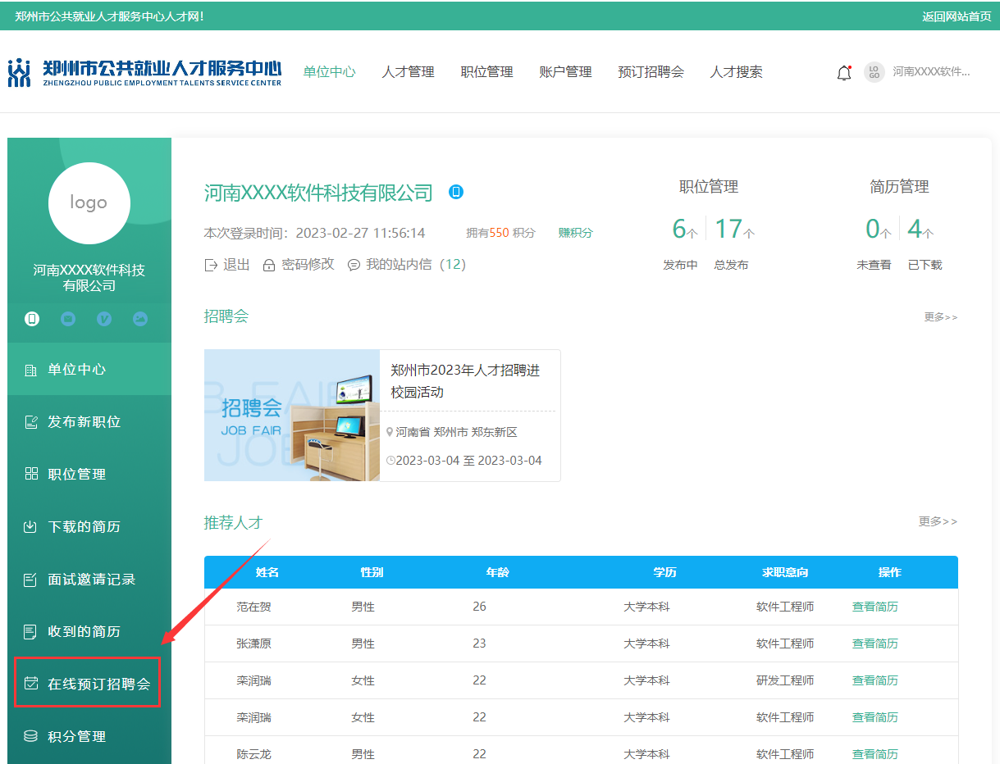 郑州市公共就业人才服务中心人才网！ 返回网站首页
郑州市公共就业人才服务中心
ZHENGZHOU PUBLIC EMPLOYMENT TALENTS SERVICE CENTER
单位中心 人才管理 职位管理 账户管理 预订招聘会 人才搜索
LO
GO
河南XXXX软件...
logo
河南XXXX软件科技
有限公司
单位中心
发布新职位
职位管理
下载的简历
面试邀请记录
收到的简历
在线预订招聘会
积分管理
河南XXXX软件科技有限公司
本次登录时间：2023-02-27 11:56:14 拥有550 积分 赚积分
退出 密码修改 我的站内信（12）
职位管理
6个 17个
发布中 总发布
简历管理
0个 4个
未查看 已下载
招聘会 更多>>
招聘会
JOB FAIR
郑州市2023年人才招聘进
校园活动
河南省 郑州市 郑东新区
2023-03-04 至 2023-03-04
推荐人才 更多>>
姓名 性别 年龄 学历 求职意向 操作
范在贺 男性 26 大学本科 软件工程师 查看简历
张潇原 男性 23 大学本科 软件工程师 查看简历
栾润瑞 女性 22 大学本科 研发工程师 查看简历
栾润瑞 女性 22 大学本科 软件工程师 查看简历
陈云龙 男性 22 大学本科 软件工程师 查看简历